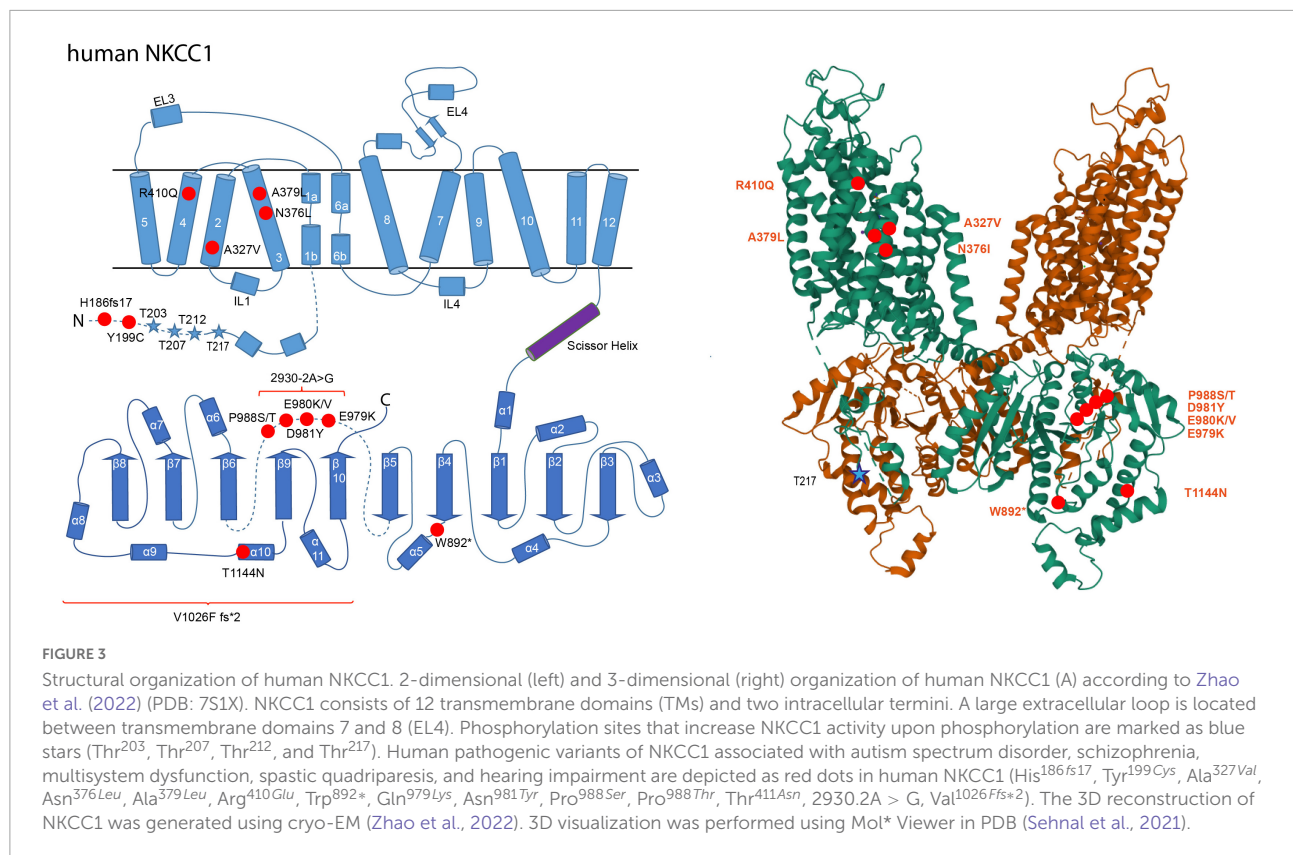 human NKCC1
EL3
EL4
R410Q
A379L
N376L
A327V
1a
6a
5
4
2
3
1b
6b
8
7
9
10
11
12
IL1
IL4
H186fs17
N
Y199C
T203
T207
T212
T217
Scissor Helix
2930-2A>G
E980K/V
P988S/T
D981Y
E979K
C
α7
α6
α1
α2
α3
β8
β7
β6
β9
β
10
β5
β4
β1
β2
β3
α8
α9
α10
α
11
α5
α4
W892*
T1144N
V1026F fs*2
R410Q
A379L
A327V
N376I
P988S/T
D981Y
E980K/V
E979K
T217
T1144N
W892*
FIGURE 3
Structural organization of human NKCC1. 2-dimensional (left) and 3-dimensional (right) organization of human NKCC1 (A) according to Zhao
et al. (2022) (PDB: 7S1X). NKCC1 consists of 12 transmembrane domains (TMs) and two intracellular termini. A large extracellular loop is located
between transmembrane domains 7 and 8 (EL4). Phosphorylation sites that increase NKCC1 activity upon phosphorylation are marked as blue
stars (Thr203, Thr207, Thr212, and Thr217). Human pathogenic variants of NKCC1 associated with autism spectrum disorder, schizophrenia,
multisystem dysfunction, spastic quadriparesis, and hearing impairment are depicted as red dots in human NKCC1 (His186fs17, Tyr199Cys, Ala327Val,
Asn376Leu, Ala379Leu, Arg410Glu, Trp892*, Gln979Lys, Asn981Tyr, Pro988Ser, Pro988Thr, Thr411Asn, 2930.2A > G, Val1026Ffs*2). The 3D reconstruction of
NKCC1 was generated using cryo-EM (Zhao et al., 2022). 3D visualization was performed using Mol* Viewer in PDB (Sehnal et al., 2021).